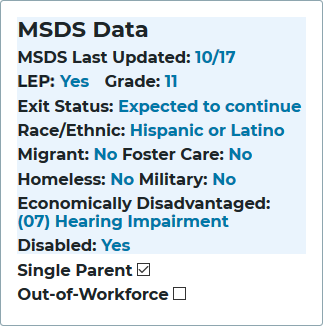 MSDS Data
MSDS Last Updated: 10/17
LEP: Yes Grade: 11
Exit Status: Expected to continue
Race/Ethnic: Hispanic or Latino
Migrant: No Foster Care: No
Homeless: No Military: No
Economically Disadvantaged:
(07) Hearing Impairment
Disabled: Yes
Single Parent ☑
Out-of-Workforce ☐